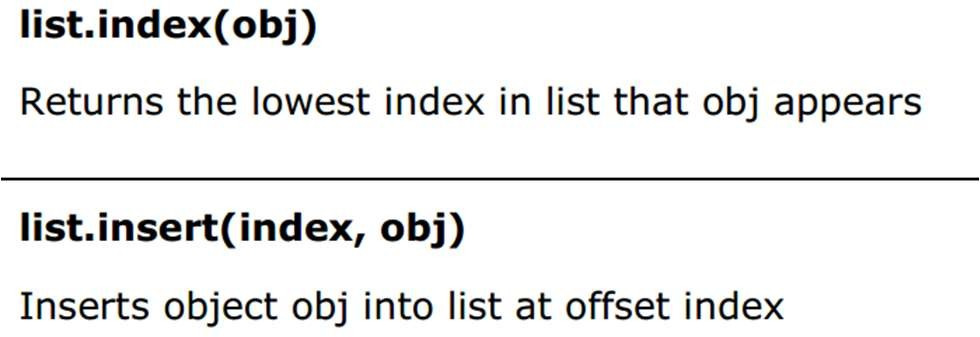 list.index(obj)
Returns the lowest index in list that obj appears
list.insert(index, obj)
Inserts object obj into list at offset index